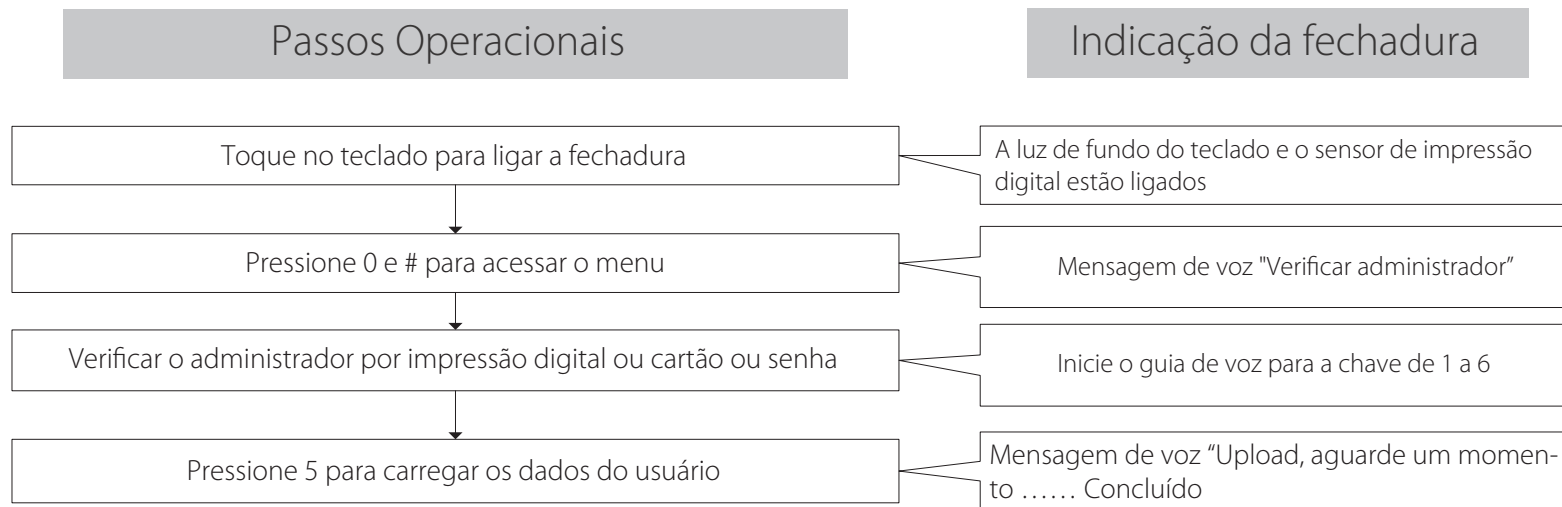 Passos Operacionais
Indicação da fechadura
Toque no teclado para ligar a fechadura
A luz de fundo do teclado e o sensor de impressão
digital estão ligados
Pressione 0 e # para acessar o menu
Mensagem de voz "Verificar administrador”
Verificar o administrador por impressão digital ou cartão ou senha
Inicie o guia de voz para a chave de 1 a 6
Pressione 5 para carregar os dados do usuário
Mensagem de voz “Upload, aguarde um momen-
to …… Concluído